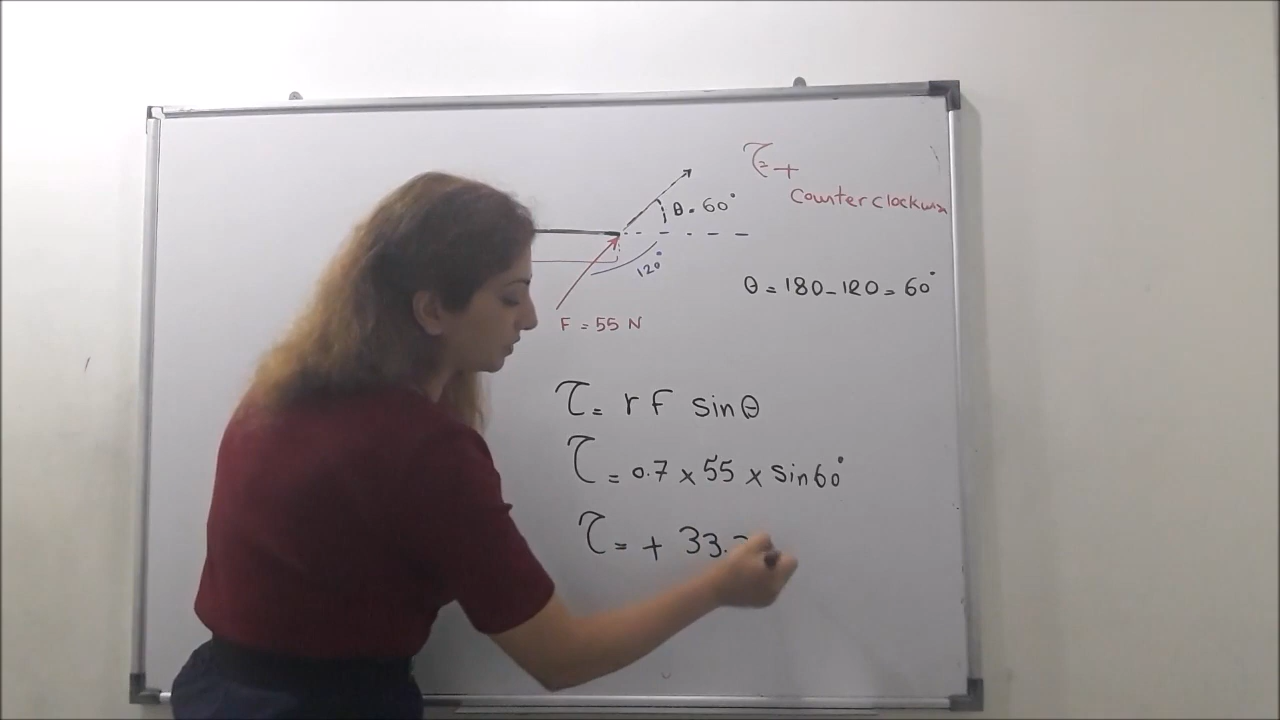 τ = +
counterclockwise
θ = 60°
120°
θ = 180 - 120 = 60°
F = 55 N
τ = r F sinθ
τ = 0.7 × 55 × sin60°
τ = + 33.